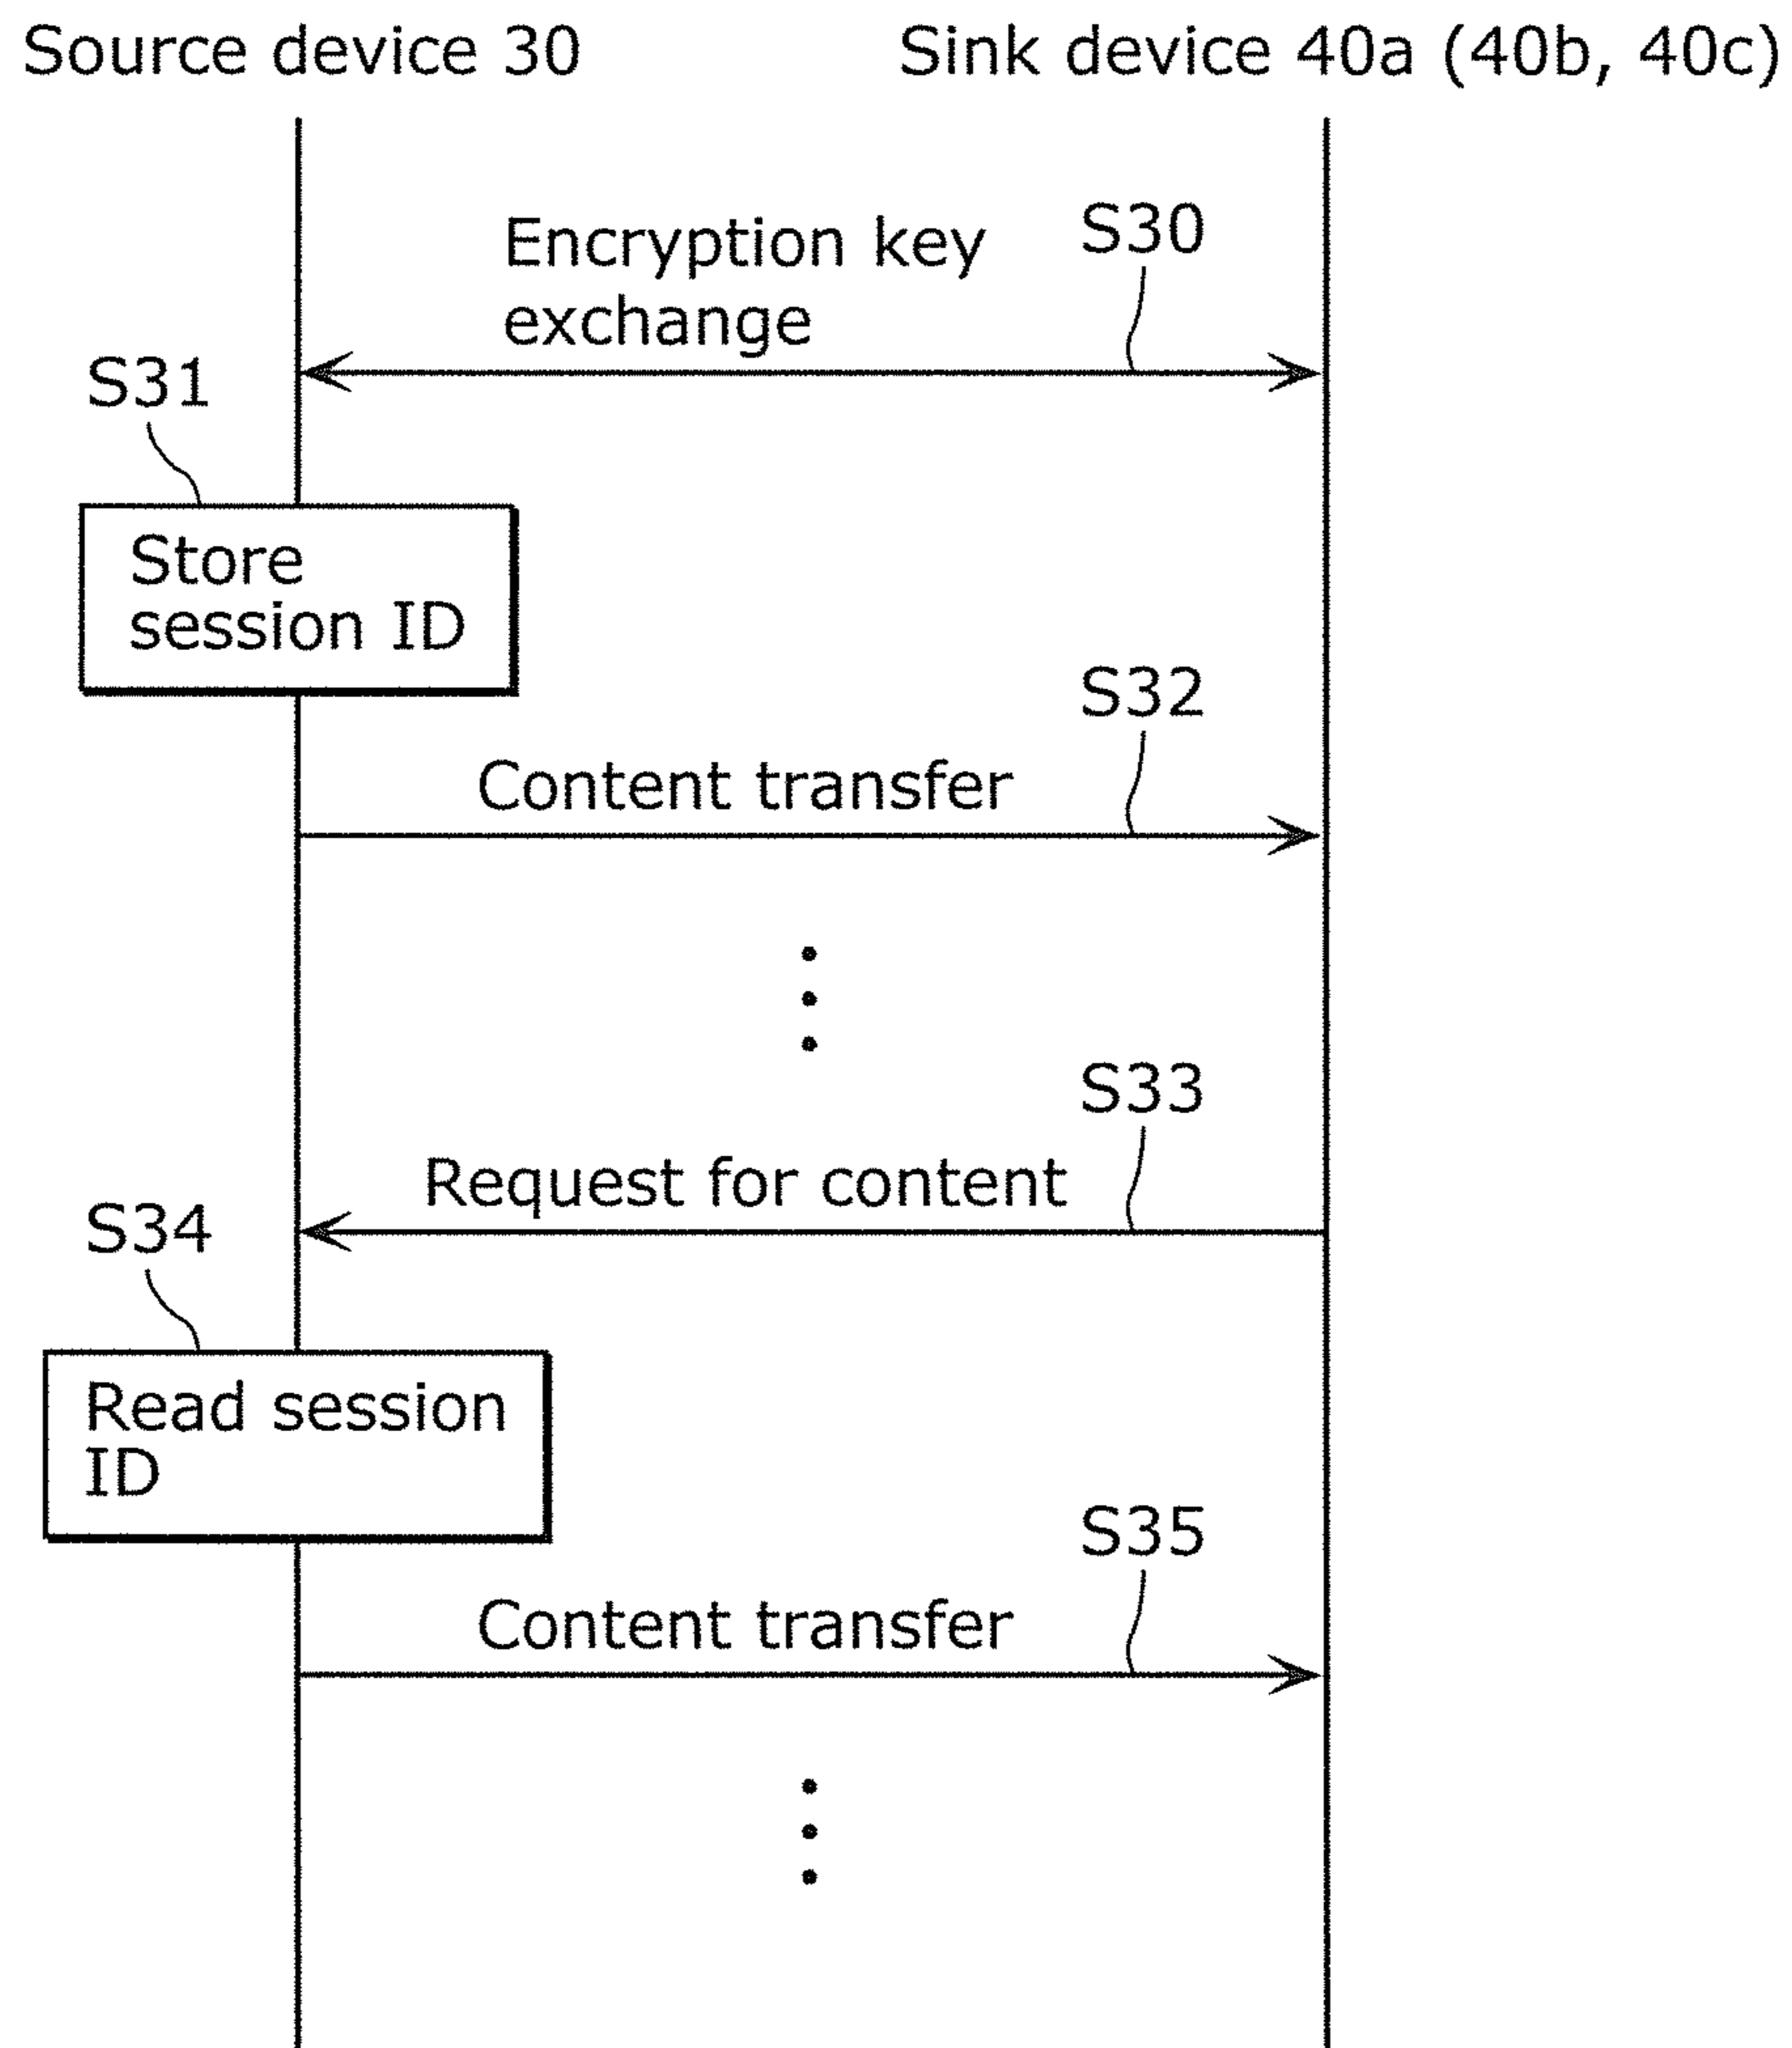 Source device 30
Sink device 40a (40b, 40c)
Encryption key
exchange
S30
S31
Store
session ID
S32
Content transfer
S33
Request for content
S34
Read session
ID
S35
Content transfer